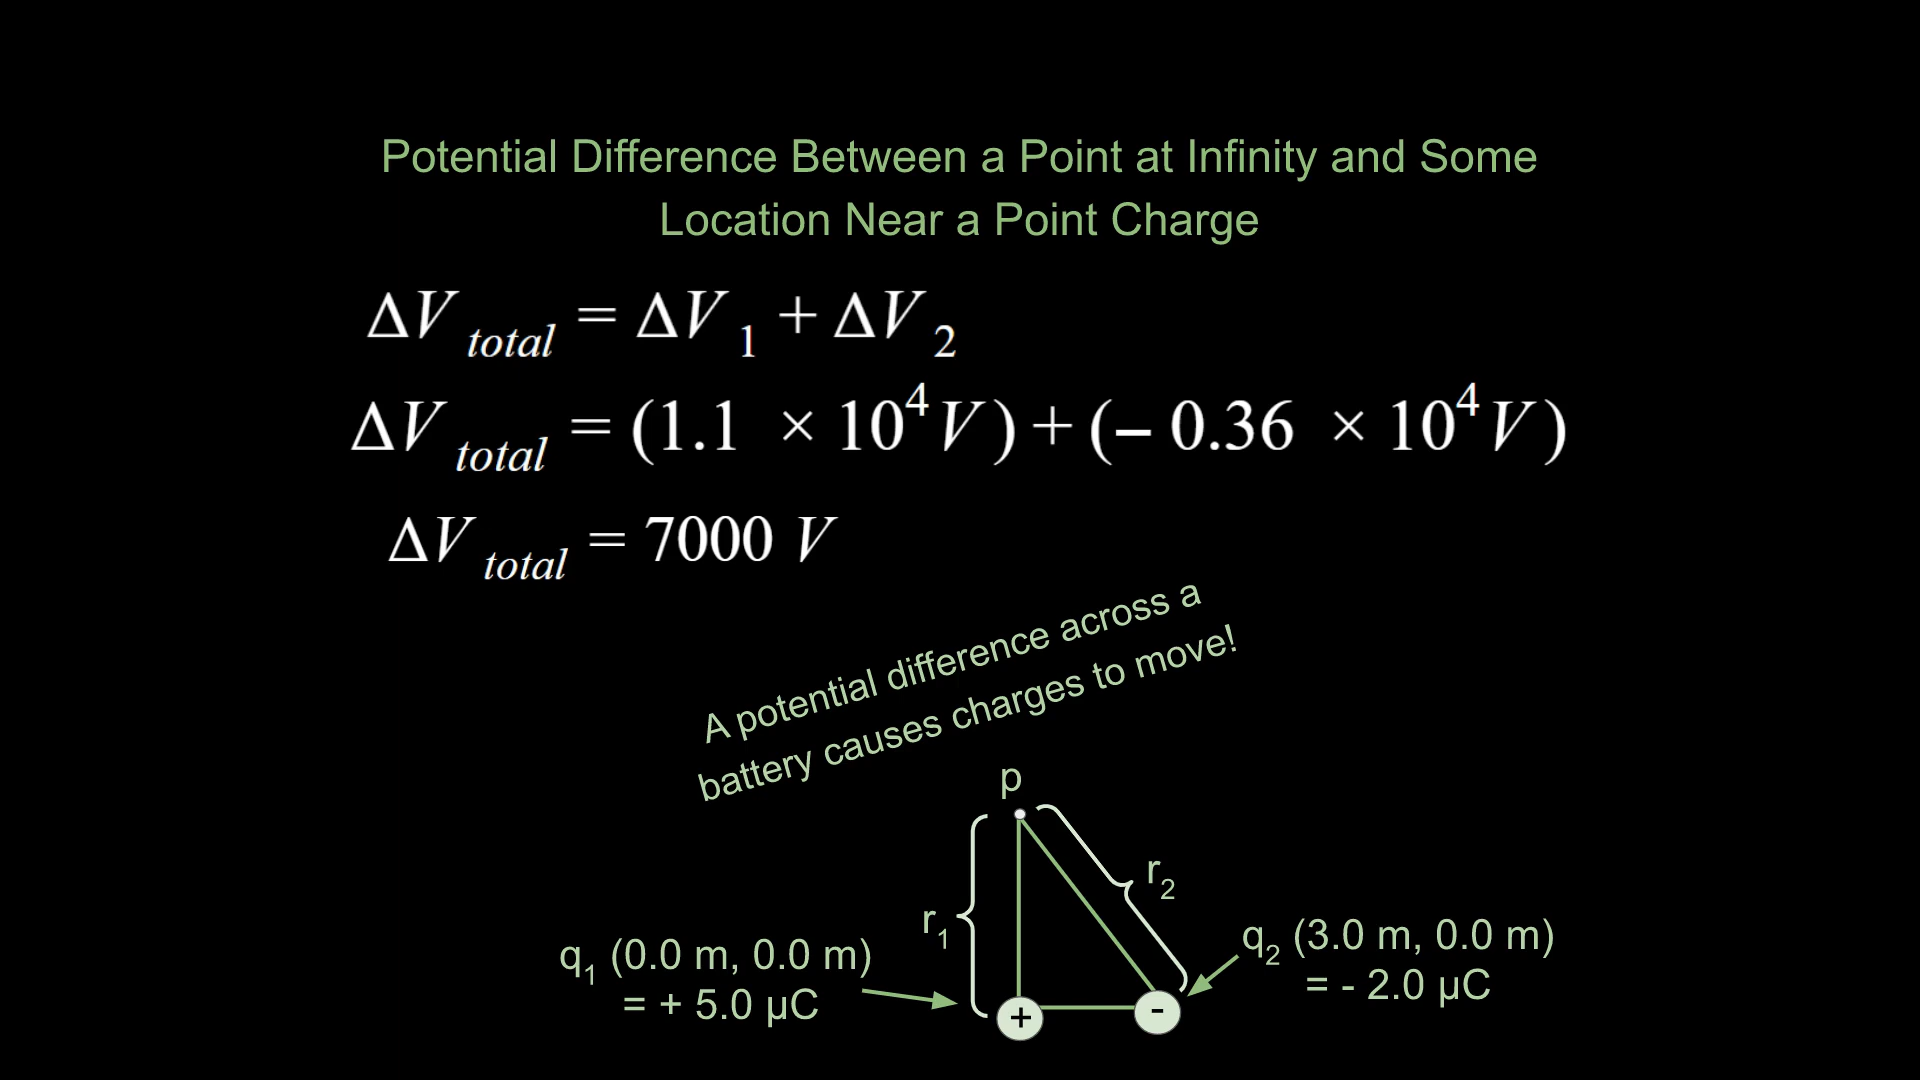 Potential Difference Between a Point at Infinity and Some
Location Near a Point Charge
ΔV total = ΔV 1 + ΔV 2
ΔV total = (1.1 × 10⁴ V) + (– 0.36 × 10⁴ V)
ΔV total = 7000 V
A potential difference across a
battery causes charges to move!
p
r₂
r₁
q₁ (0.0 m, 0.0 m)
= + 5.0 µC
q₂ (3.0 m, 0.0 m)
= - 2.0 µC
+
-